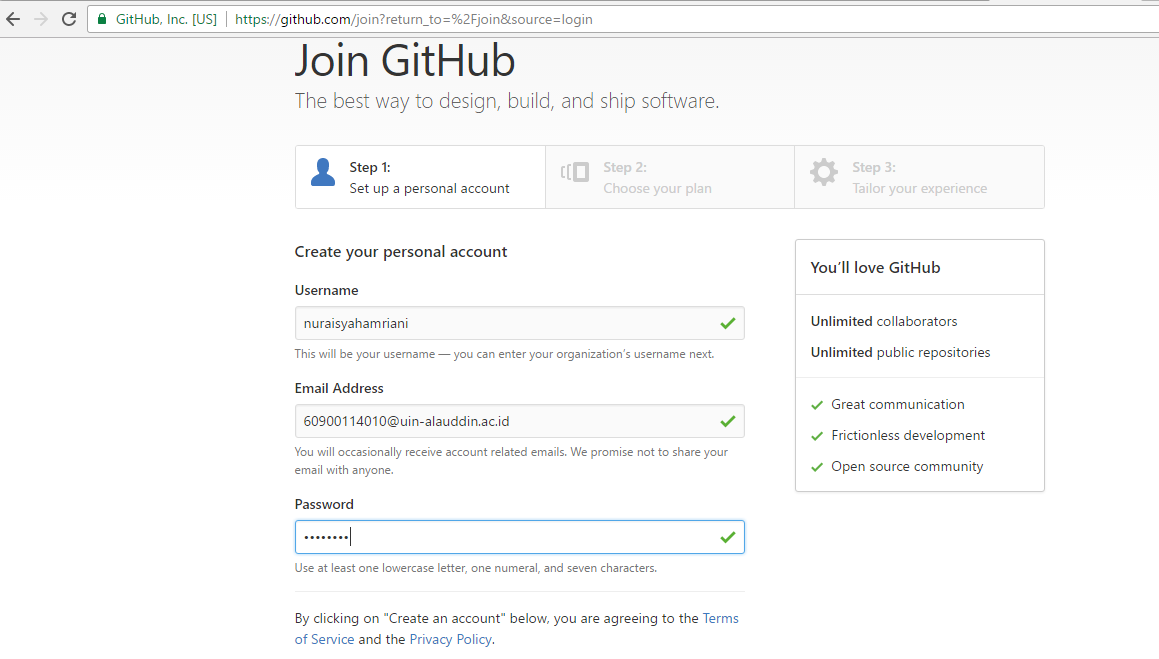 GitHub, Inc. [US] https://github.com/join?return_to=%2Fjoin&source=login
Join GitHub
The best way to design, build, and ship software.
Step 1:
Set up a personal account
Step 2:
Choose your plan
Step 3:
Tailor your experience
Create your personal account
Username
nuraisyahamriani
This will be your username — you can enter your organization's username next.
Email Address
60900114010@uin-alauddin.ac.id
You will occasionally receive account related emails. We promise not to share your
email with anyone.
Password
••••••••
Use at least one lowercase letter, one numeral, and seven characters.
By clicking on "Create an account" below, you are agreeing to the Terms
of Service and the Privacy Policy.
You'll love GitHub
Unlimited collaborators
Unlimited public repositories
Great communication
Frictionless development
Open source community